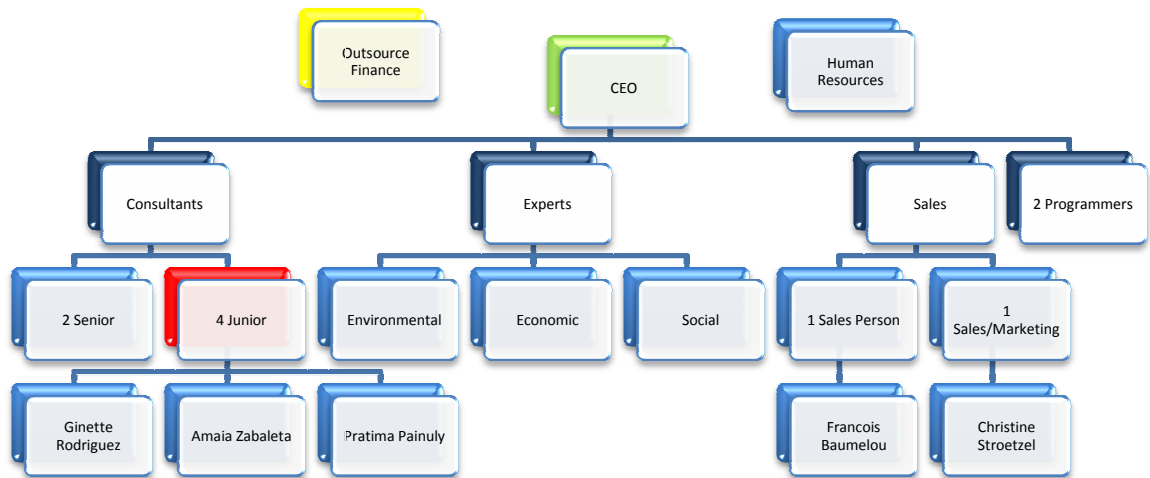 Outsource
Finance
CEO
Human
Resources
Consultants
Experts
Sales
2 Programmers
2 Senior
4 Junior
Environmental
Economic
Social
1 Sales Person
1
Sales/Marketing
Ginette
Rodriguez
Amaia Zabaleta
Pratima Painuly
Francois
Baumelou
Christine
Stroetzel